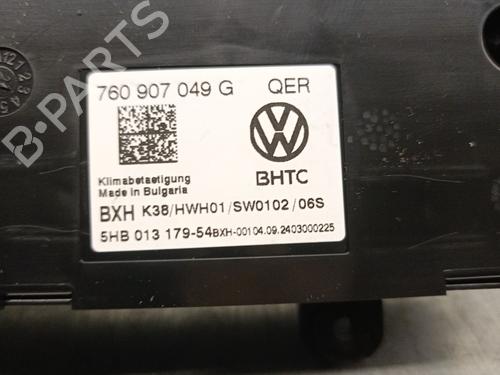 760 907 049 G QER
Klimabetaetigung
Made in Bulgaria
BHTC
BXH K38/HWH01/SW0102/06S
5HB 013 179-54BXH-00104.09.2403000225
B-PARTS